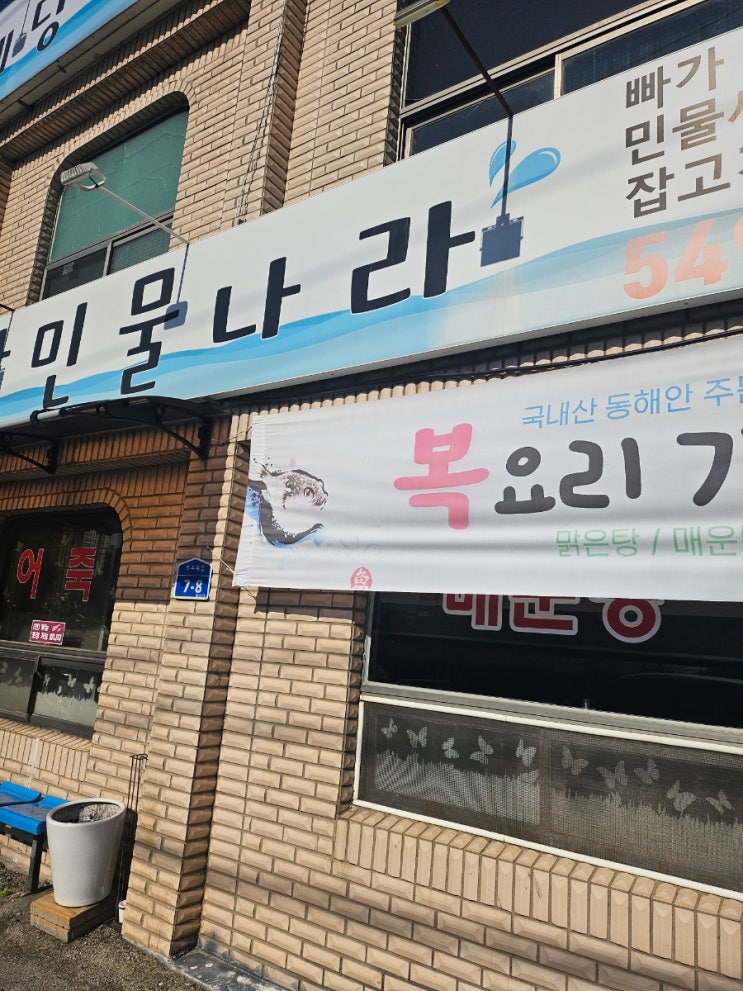 민물나라
빠가
민물
잡고
54
국내산 동해안
복요리
맑은탕 / 매운
어죽
7-8
매운탕